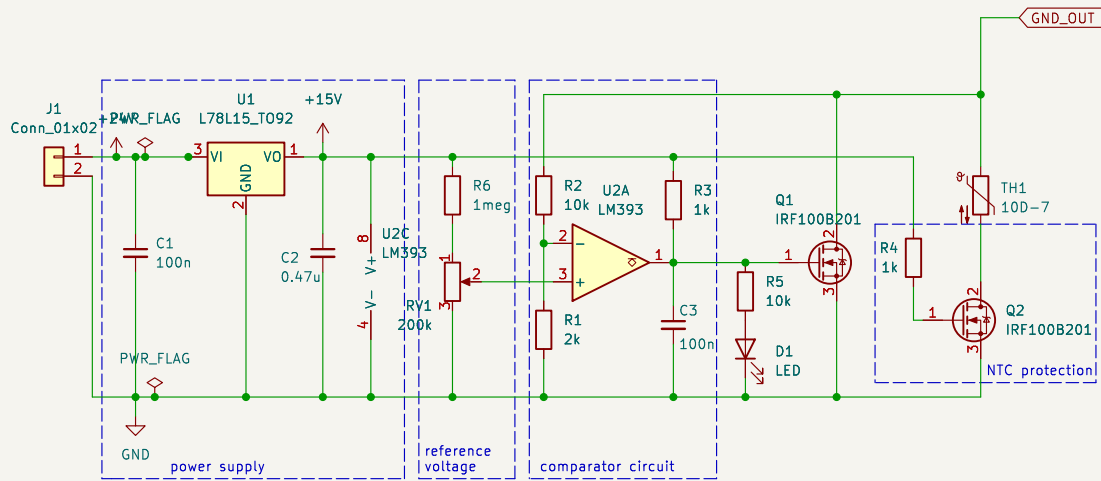 GND_OUT
J1
Conn_01x02
1
2
+24V
PWR_FLAG
U1
L78L15_TO92
3
VI
VO
1
GND
2
+15V
C1
100n
C2
0.47u
8
V+
U2C
LM393
V-
4
PWR_FLAG
GND
power supply
R6
1meg
1
2
3
RV1
200k
reference
voltage
R2
10k
U2A
LM393
2
-
3
+
1
R3
1k
R1
2k
C3
100n
comparator circuit
R5
10k
D1
LED
Q1
IRF100B201
1
2
3
TH1
10D-7
R4
1k
1
2
3
Q2
IRF100B201
NTC protection